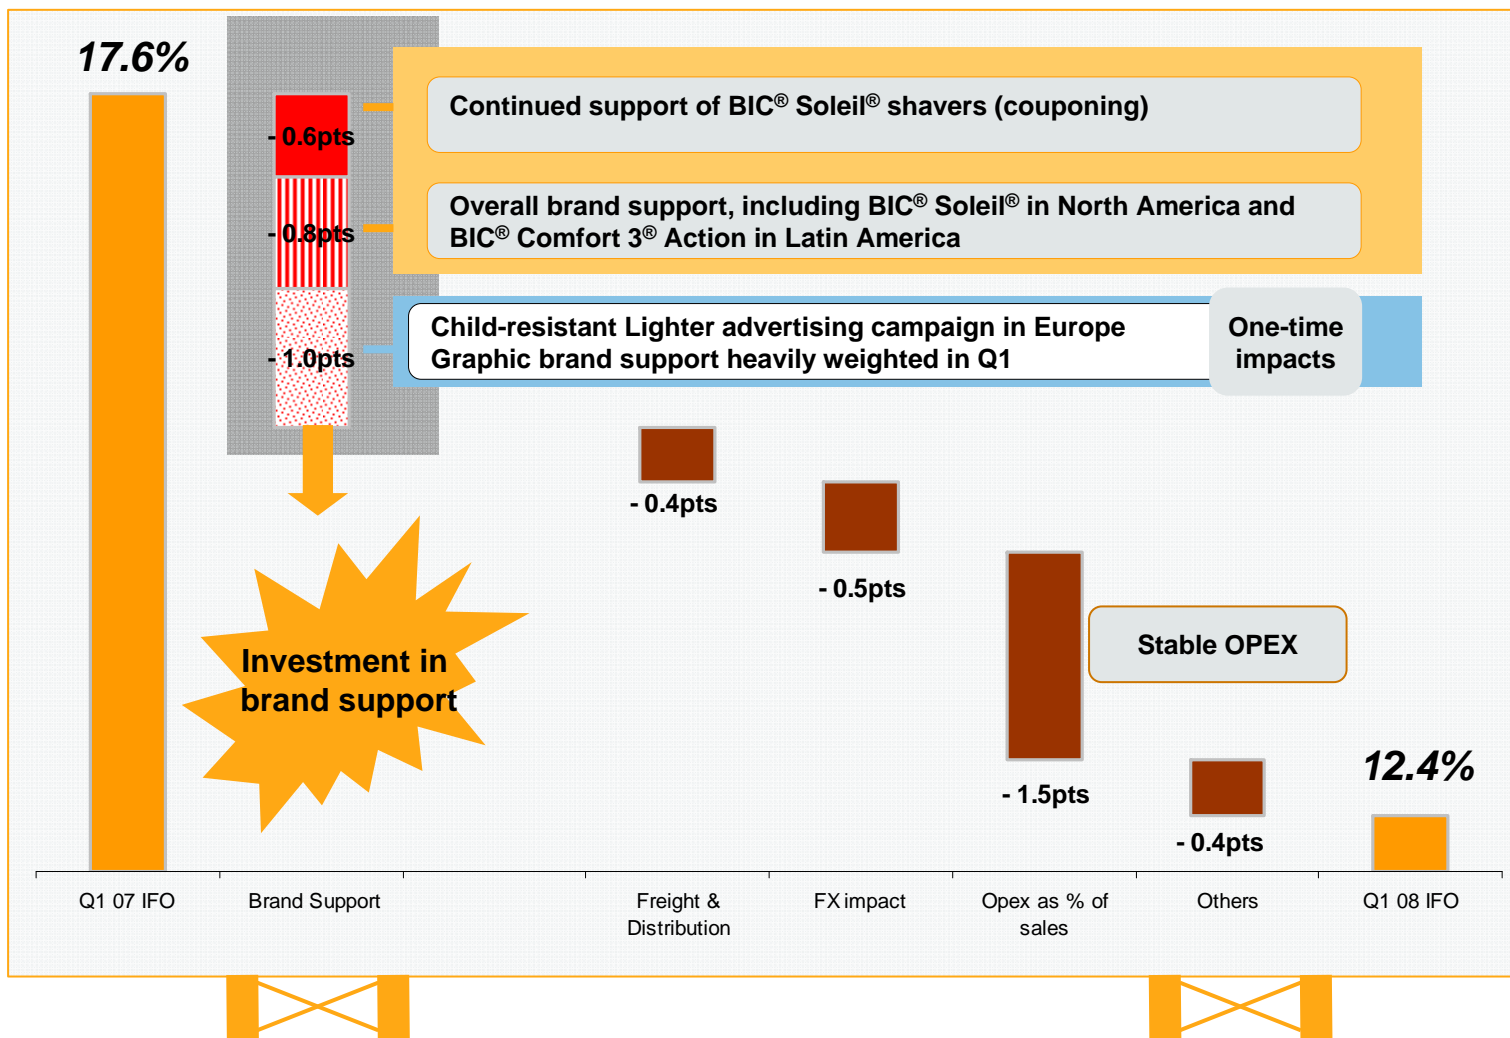 17.6%
- 0.6pts
Continued support of BIC® Soleil® shavers (couponing)
- 0.8pts
Overall brand support, including BIC® Soleil® in North America and
BIC® Comfort 3® Action in Latin America
- 1.0pts
Child-resistant Lighter advertising campaign in Europe
Graphic brand support heavily weighted in Q1
One-time
impacts
- 0.4pts
- 0.5pts
Investment in
brand support
Stable OPEX
- 1.5pts
- 0.4pts
12.4%
Q1 07 IFO
Brand Support
Freight &
Distribution
FX impact
Opex as % of
sales
Others
Q1 08 IFO